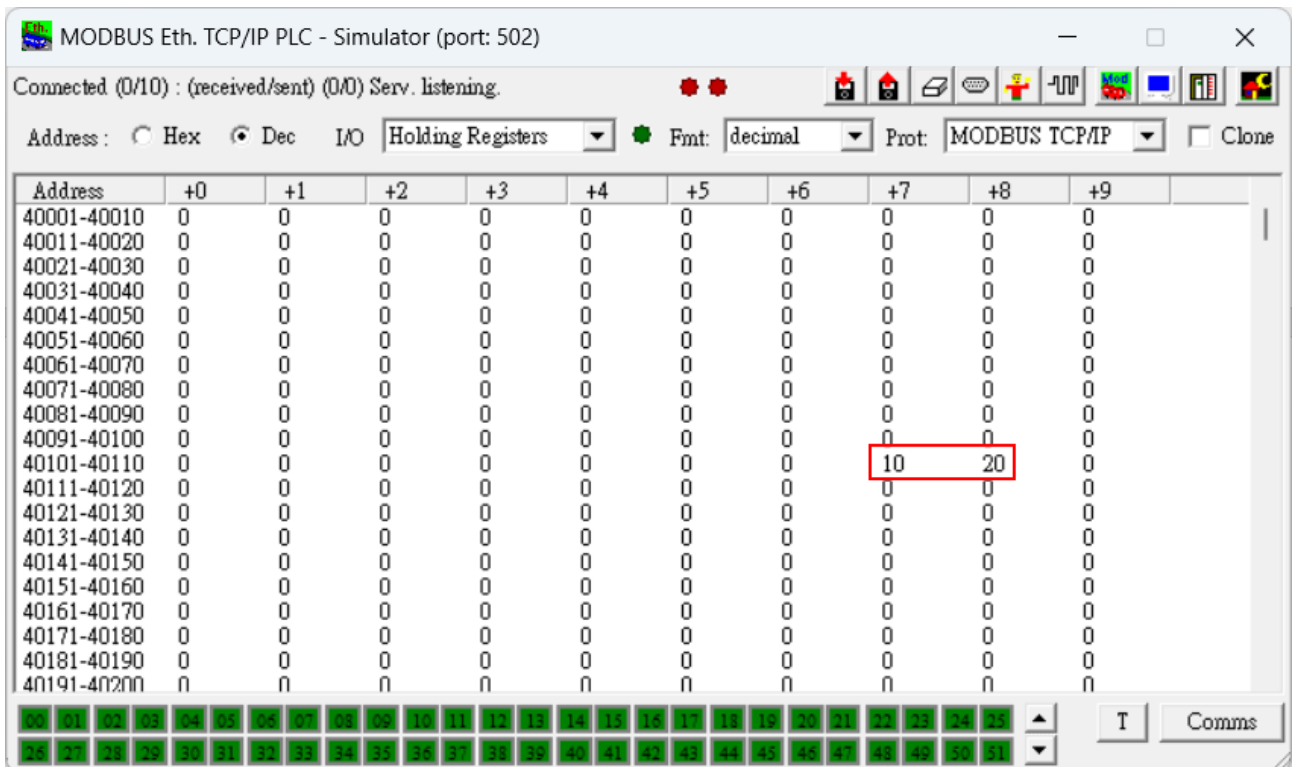 MODBUS Eth. TCP/IP PLC - Simulator (port: 502)
Connected (0/10) : (received/sent) (0/0) Serv. listening.
Address : Hex Dec I/O Holding Registers Fmt: decimal Prot: MODBUS TCP/IP Clone
Address +0 +1 +2 +3 +4 +5 +6 +7 +8 +9
40001-40010 0 0 0 0 0 0 0 0 0 0
40011-40020 0 0 0 0 0 0 0 0 0 0
40021-40030 0 0 0 0 0 0 0 0 0 0
40031-40040 0 0 0 0 0 0 0 0 0 0
40041-40050 0 0 0 0 0 0 0 0 0 0
40051-40060 0 0 0 0 0 0 0 0 0 0
40061-40070 0 0 0 0 0 0 0 0 0 0
40071-40080 0 0 0 0 0 0 0 0 0 0
40081-40090 0 0 0 0 0 0 0 0 0 0
40091-40100 0 0 0 0 0 0 0 0 0 0
40101-40110 0 0 0 0 0 0 0 10 20 0
40111-40120 0 0 0 0 0 0 0 0 0 0
40121-40130 0 0 0 0 0 0 0 0 0 0
40131-40140 0 0 0 0 0 0 0 0 0 0
40141-40150 0 0 0 0 0 0 0 0 0 0
40151-40160 0 0 0 0 0 0 0 0 0 0
40161-40170 0 0 0 0 0 0 0 0 0 0
40171-40180 0 0 0 0 0 0 0 0 0 0
40181-40190 0 0 0 0 0 0 0 0 0 0
40191-40200 0 0 0 0 0 0 0 0 0 0
00 01 02 03 04 05 06 07 08 09 10 11 12 13 14 15 16 17 18 19 20 21 22 23 24 25 T Comms
26 27 28 29 30 31 32 33 34 35 36 37 38 39 40 41 42 43 44 45 46 47 48 49 50 51